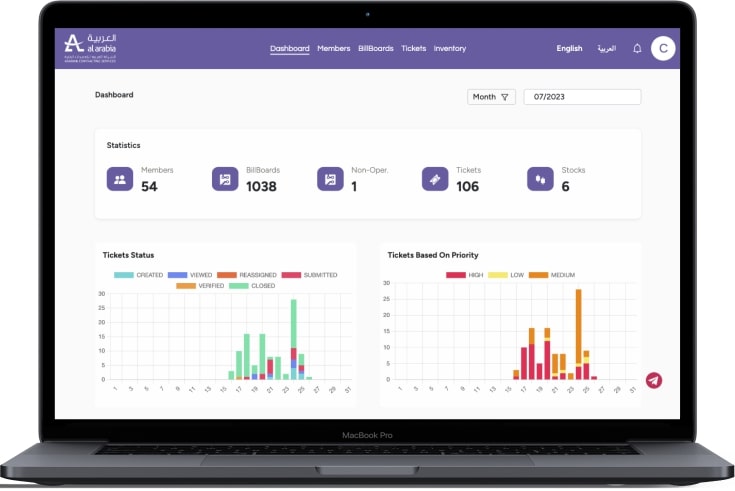 العربية
al arabia
ARABIAN CONTRACTING SERVICES
Dashboard Members BillBoards Tickets Inventory
English العربية C
Dashboard
Month 07/2023
Statistics
Members 54
BillBoards 1038
Non-Oper. 1
Tickets 106
Stocks 6
Tickets Status
CREATED VIEWED REASSIGNED SUBMITTED
VERIFIED CLOSED
30
25
20
15
10
5
0
1 3 5 7 9 11 13 15 17 19 21 23 25 27 29 31
Tickets Based On Priority
HIGH LOW MEDIUM
30
25
20
15
10
5
0
1 3 5 7 9 11 13 15 17 19 21 23 25 27 29 31
MacBook Pro